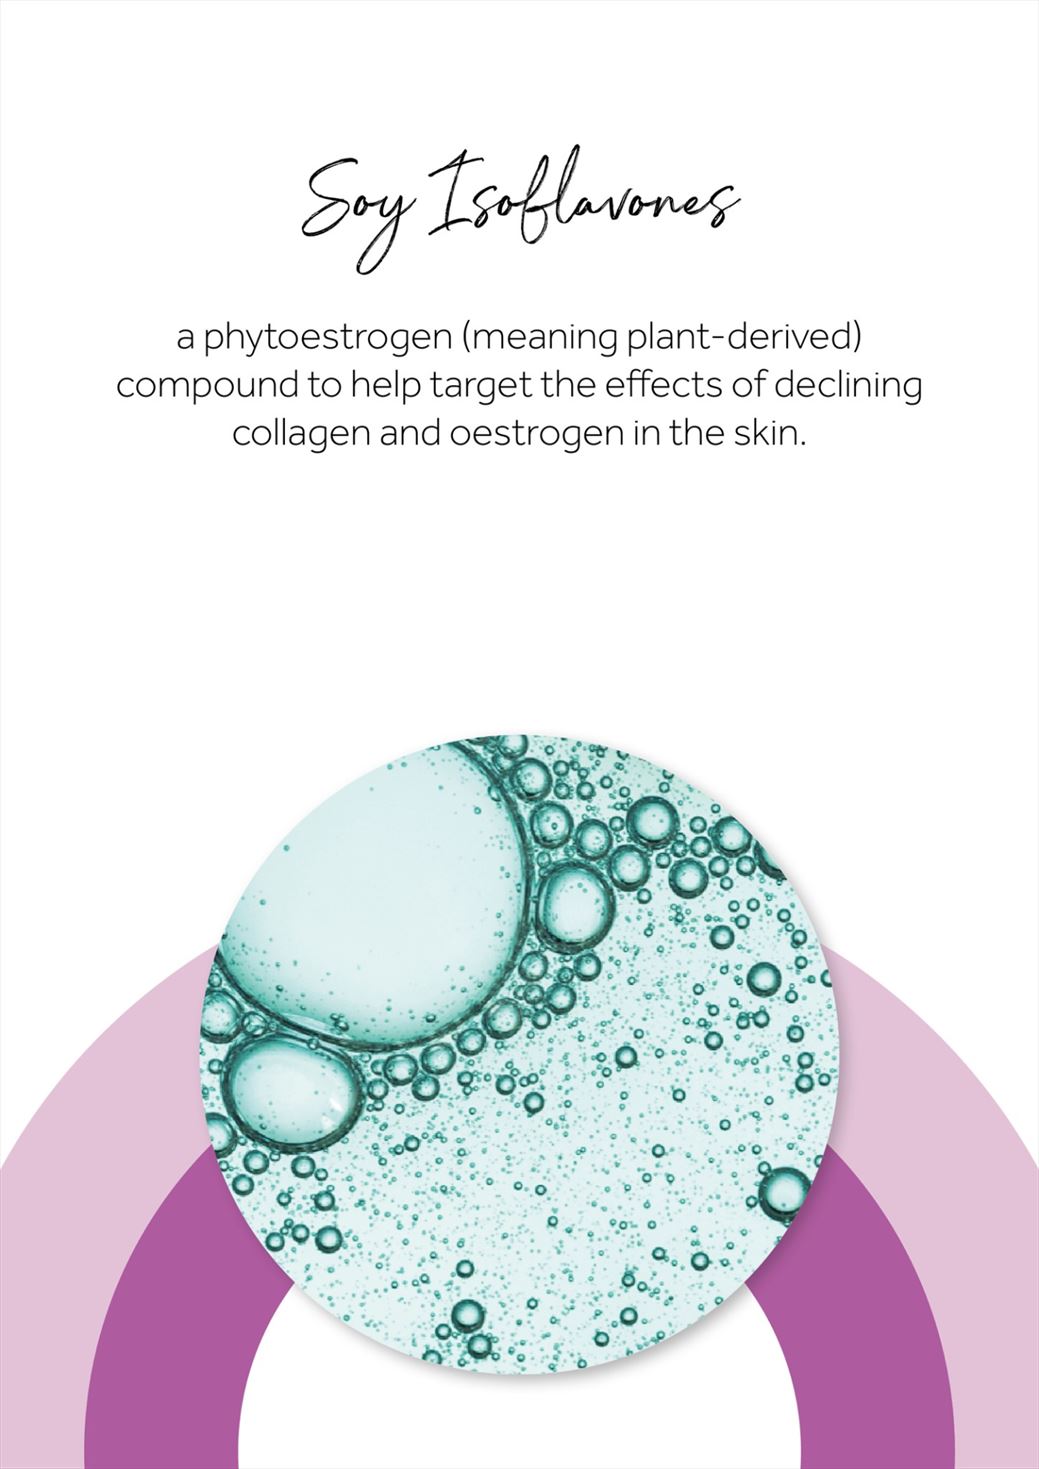 Soy Isoflavones
a phytoestrogen (meaning plant-derived)
compound to help target the effects of declining
collagen and oestrogen in the skin.